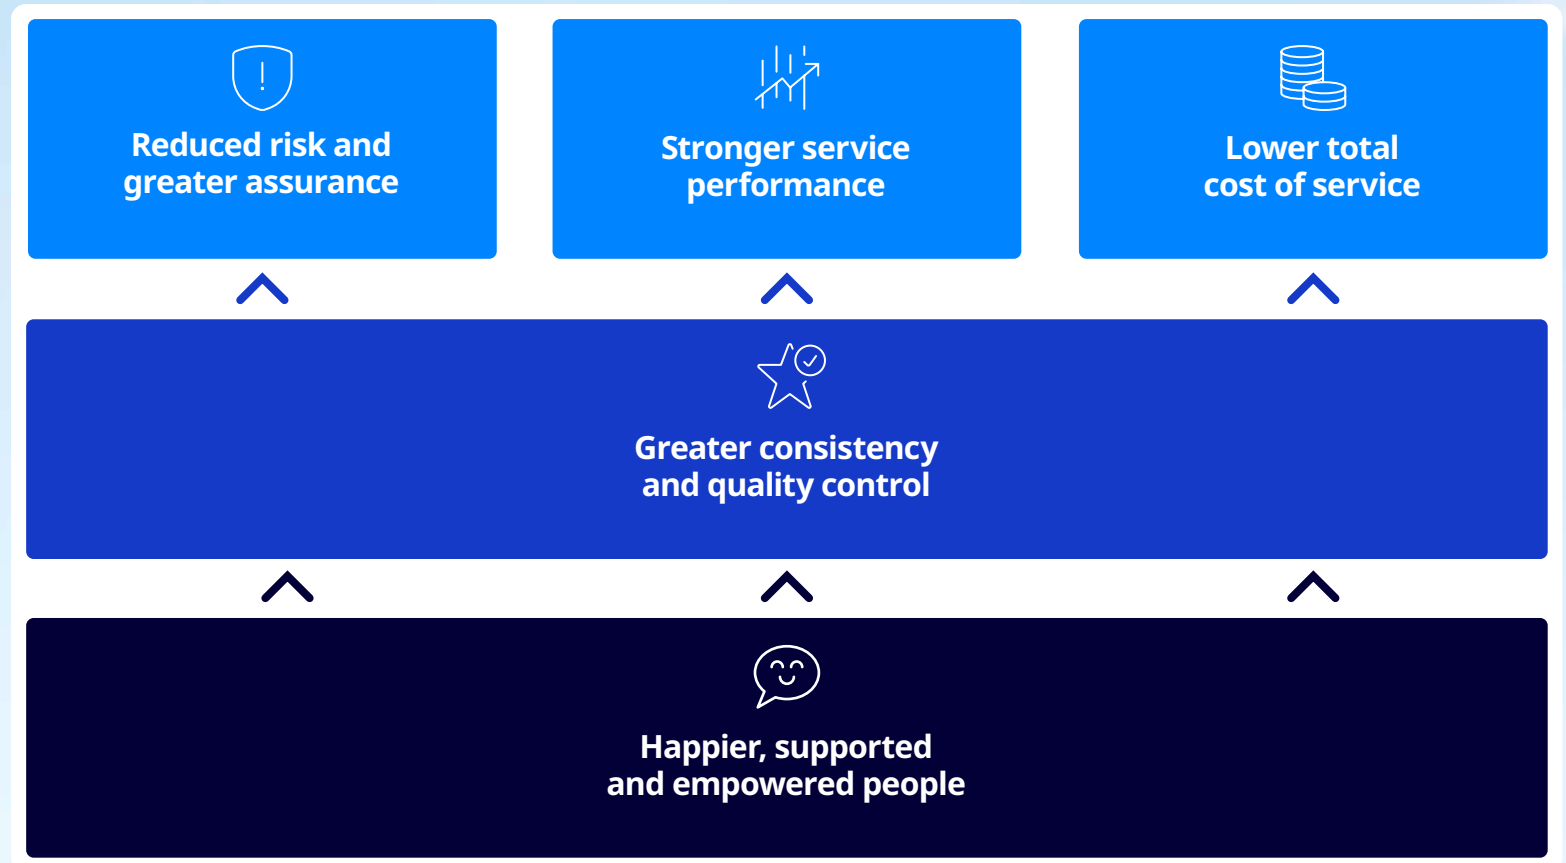 Reduced risk and
greater assurance
Stronger service
performance
Lower total
cost of service
Greater consistency
and quality control
Happier, supported
and empowered people